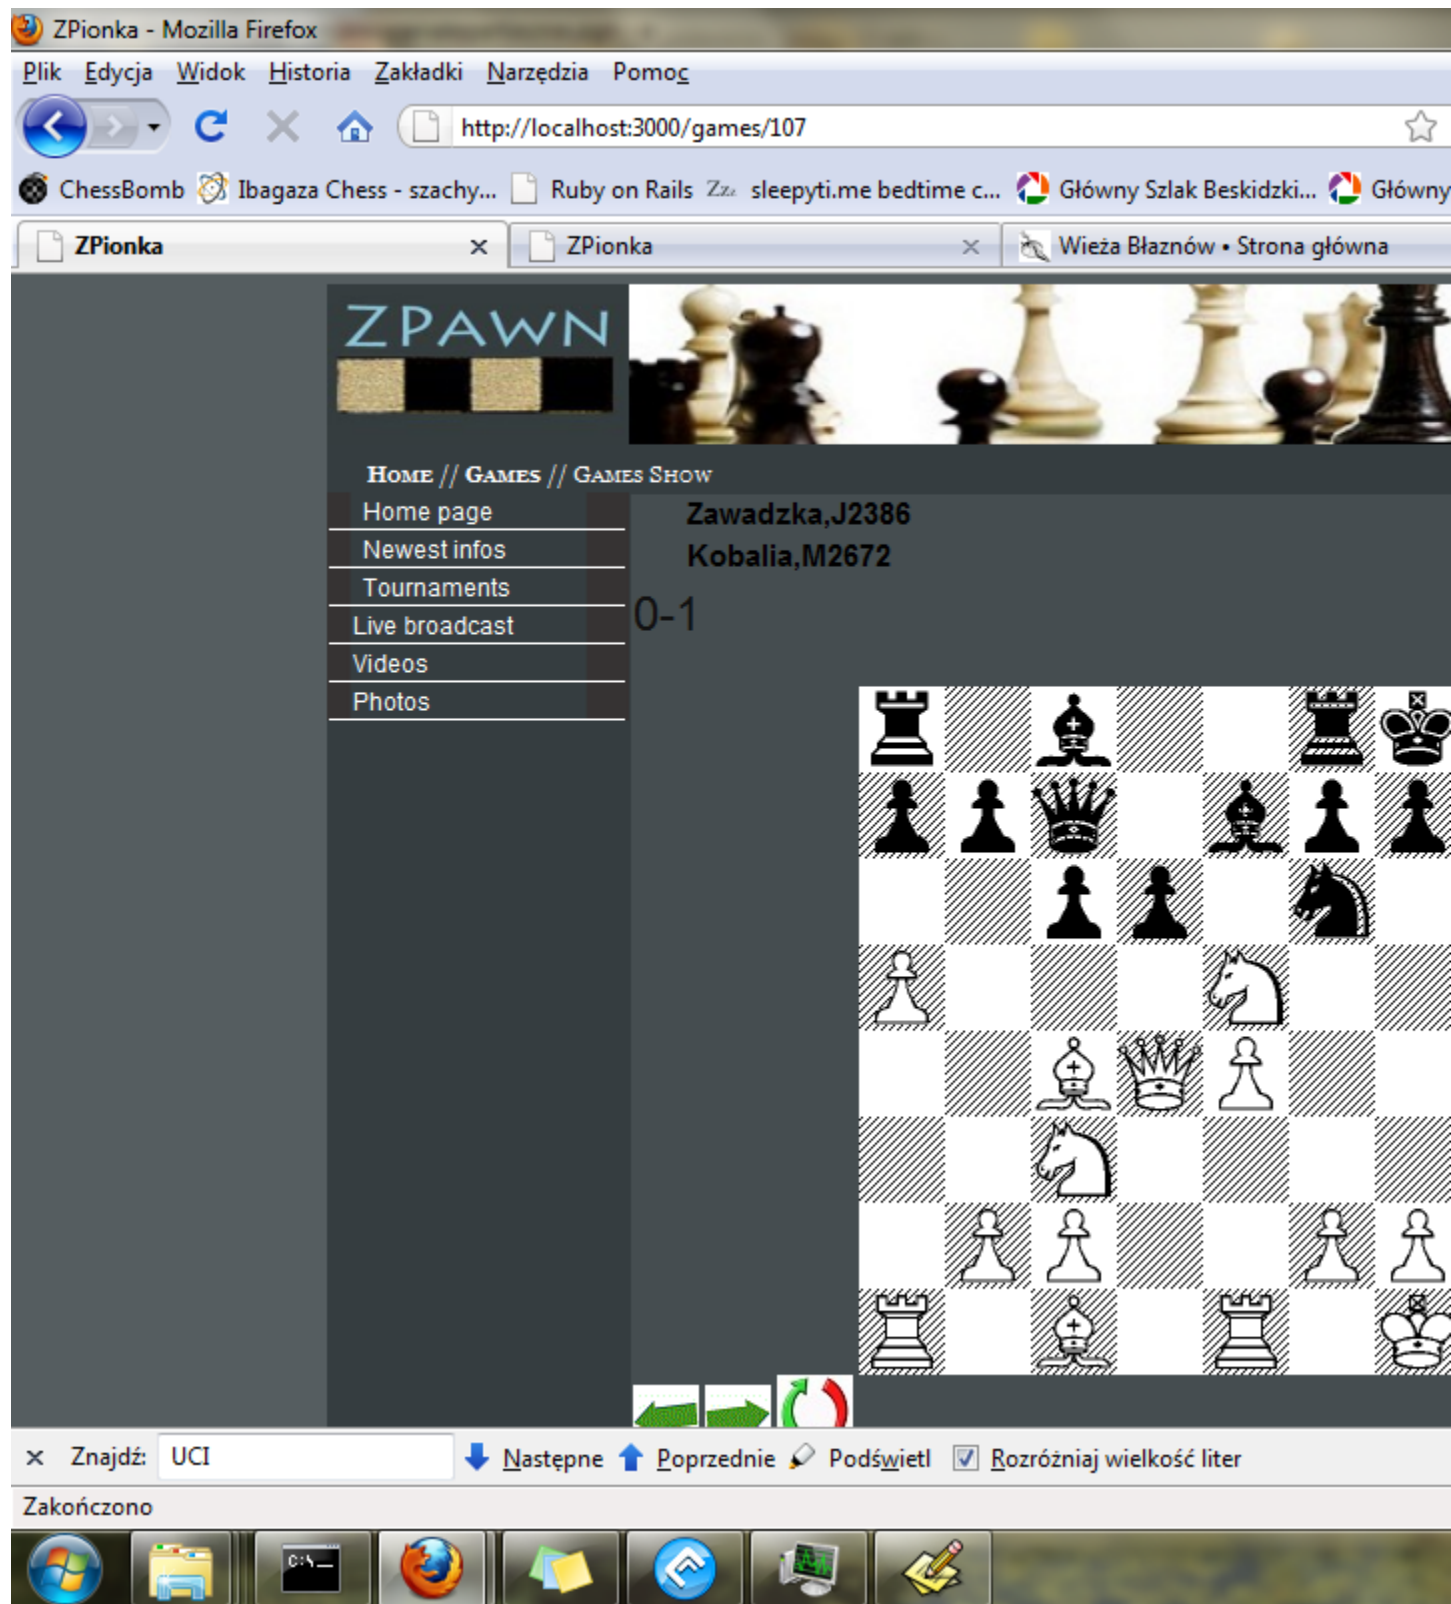 ZPionka - Mozilla Firefox
Plik Edycja Widok Historia Zakładki Narzędzia Pomoc
http://localhost:3000/games/107
ChessBomb Ibagaza Chess - szachy... Ruby on Rails Zzz sleepyti.me bedtime c... Główny Szlak Beskidzki... Główny
ZPionka ZPionka Wieża Błaznów • Strona główna
ZPAWN
Home // Games // Games Show
Home page
Newest infos
Tournaments
Live broadcast
Videos
Photos
Zawadzka,J2386
Kobalia,M2672
0-1
Znajdź: UCI Następne Poprzednie Podświetl Rozróżniaj wielkość liter
Zakończono
C:\